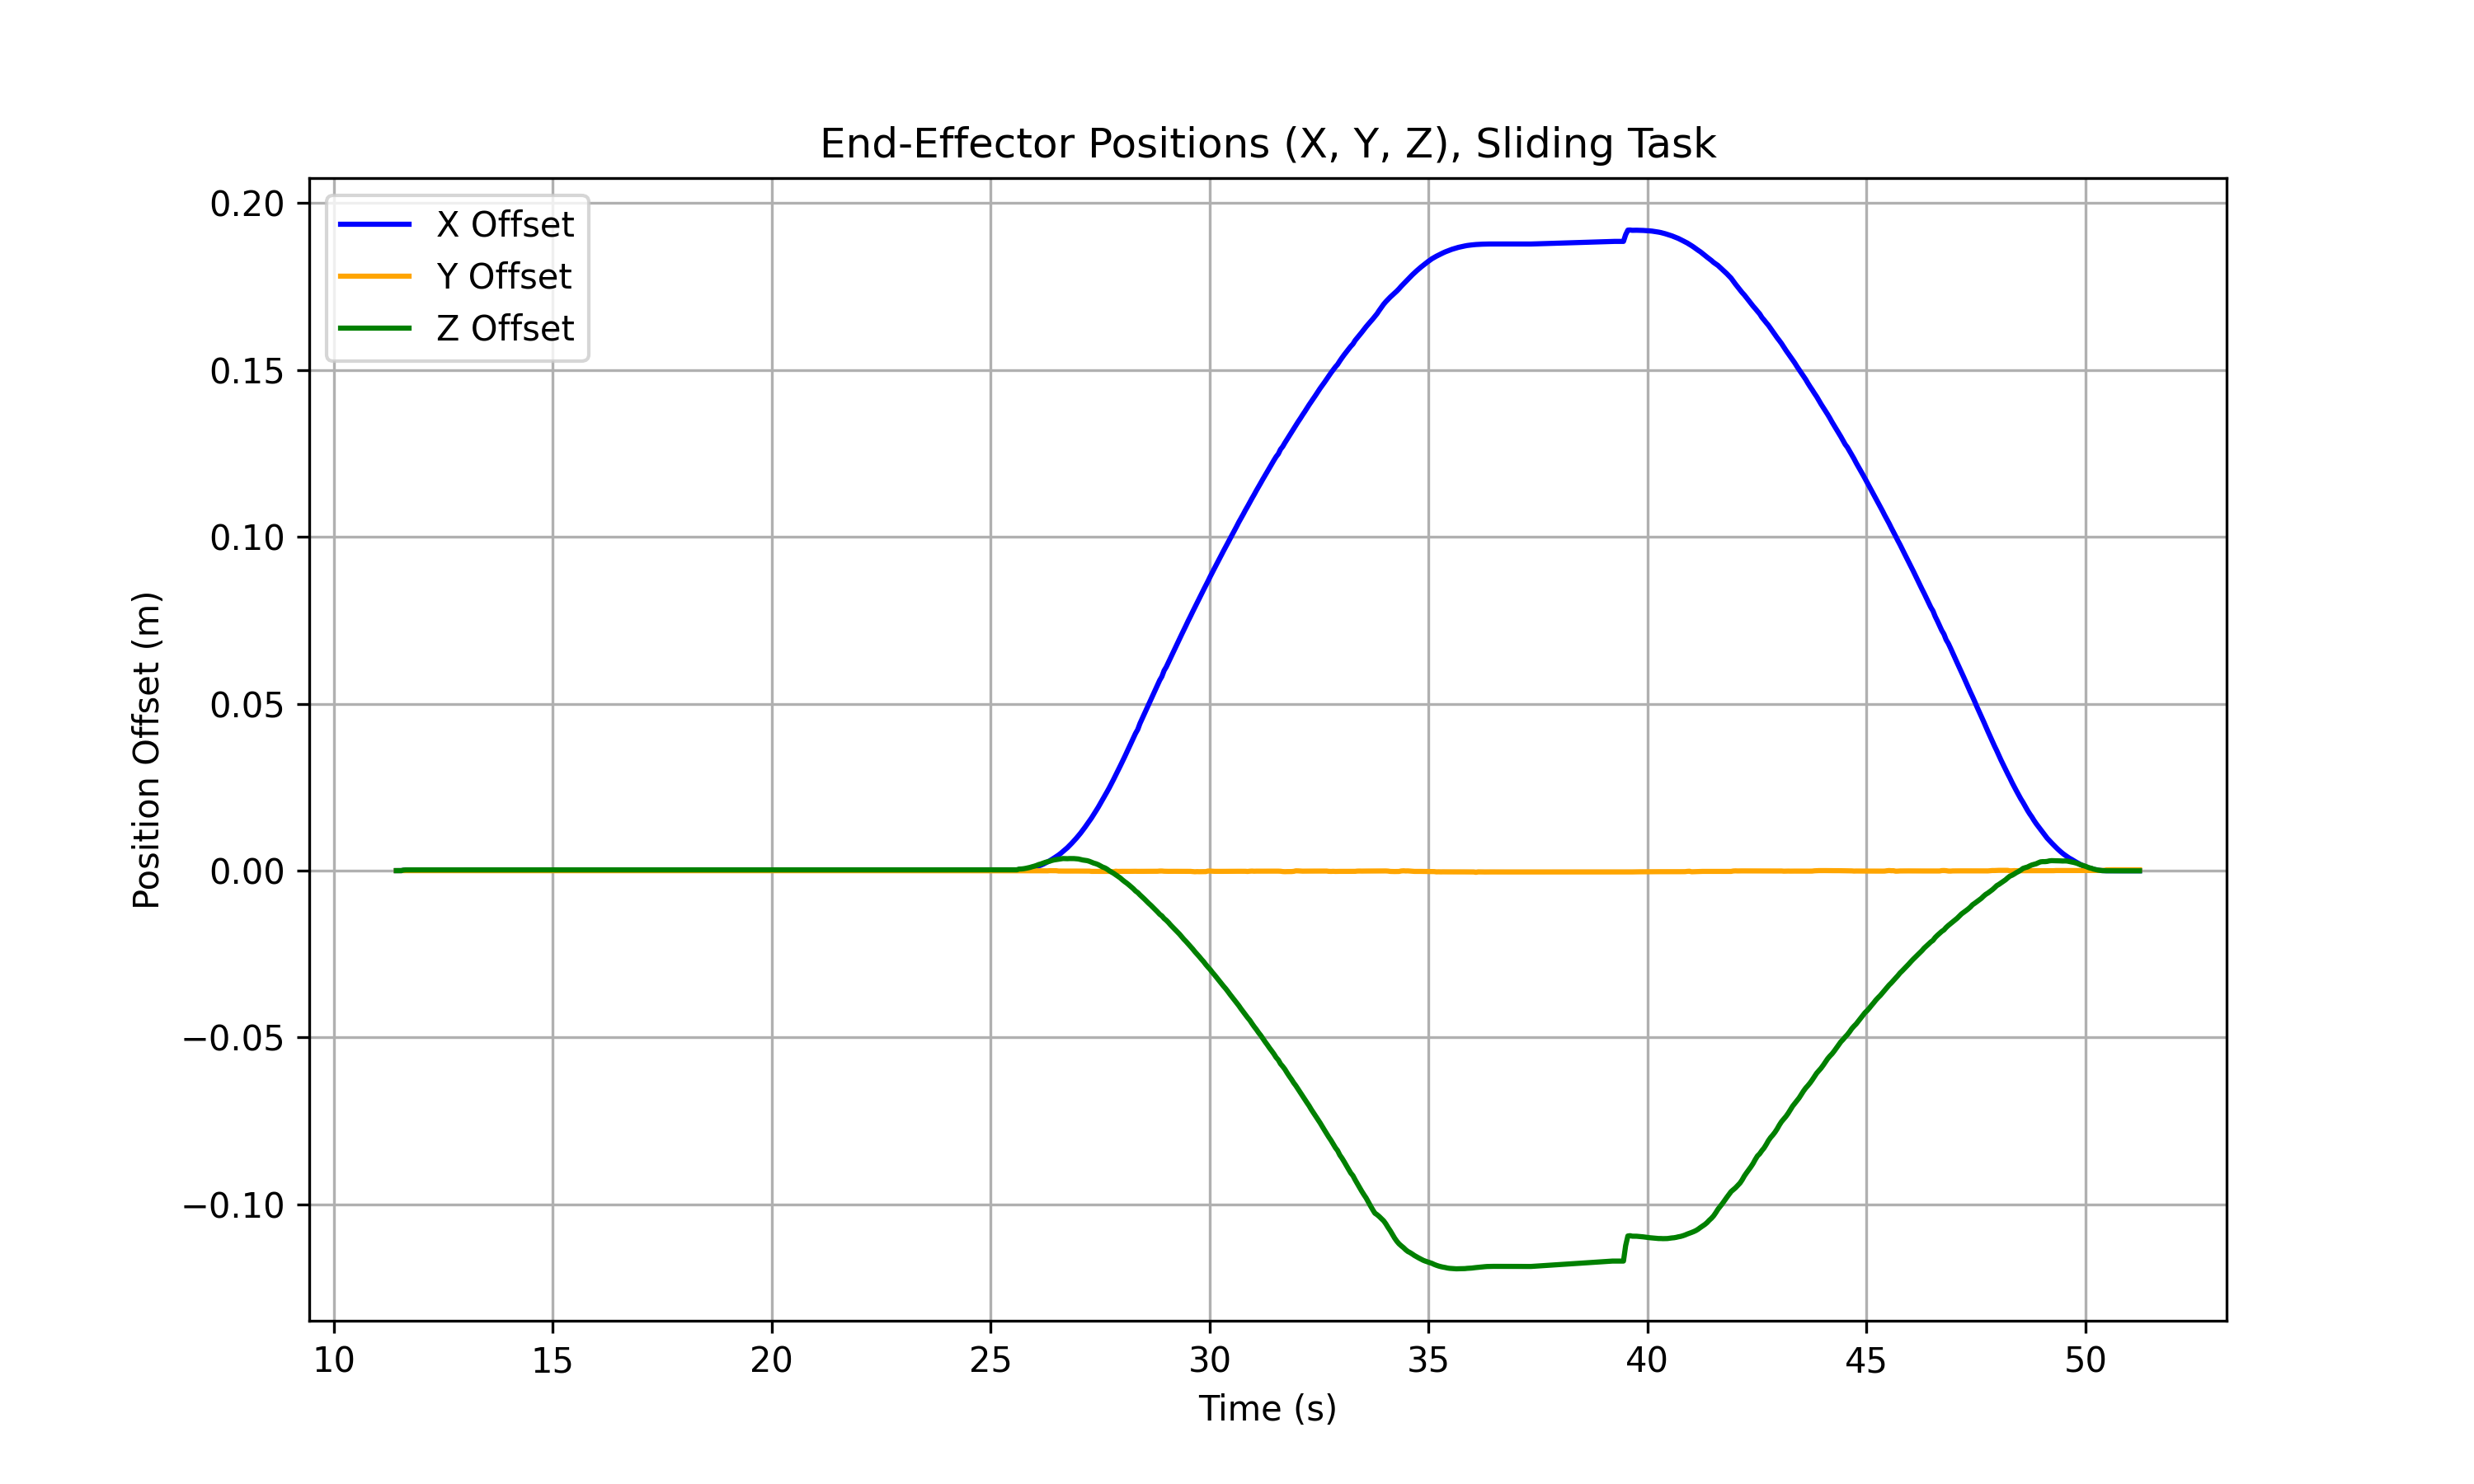 End-Effector Positions (X, Y, Z), Sliding Task
X Offset
Y Offset
Z Offset
0.20
0.15
0.10
0.05
0.00
−0.05
−0.10
Position Offset (m)
10 15 20 25 30 35 40 45 50
Time (s)